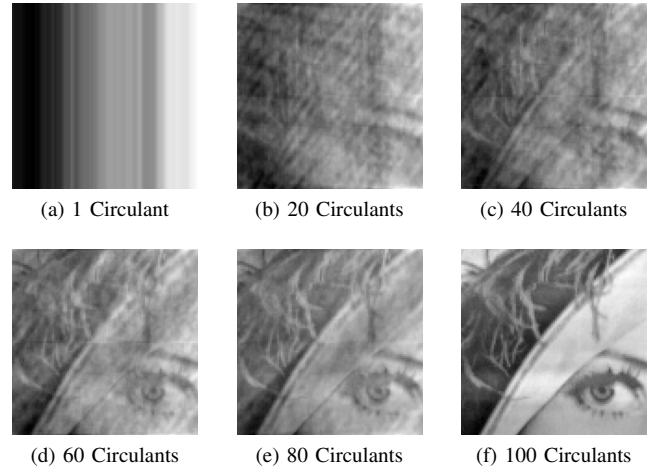 (a) 1 Circulant
(b) 20 Circulants
(c) 40 Circulants
(d) 60 Circulants
(e) 80 Circulants
(f) 100 Circulants